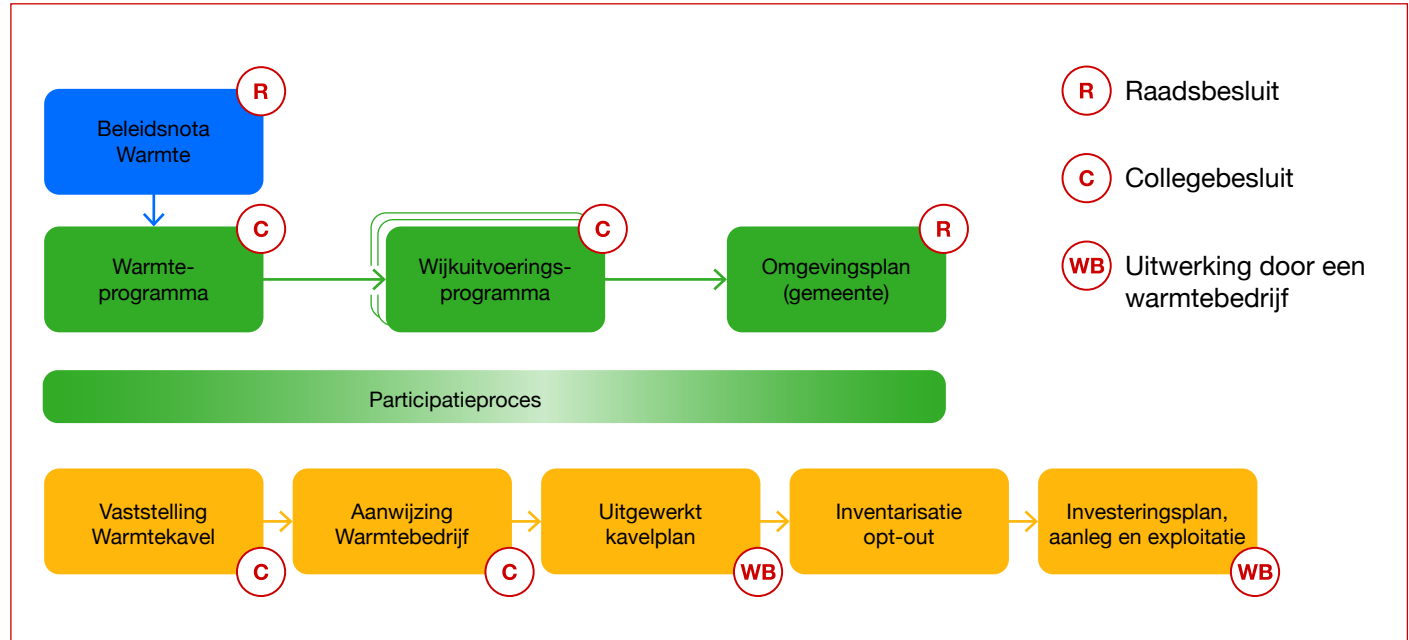 R
Beleidsnota
Warmte
C
Warmte-
programma
C
Wijkuitvoerings-
programma
R
Omgevingsplan
(gemeente)
R Raadsbesluit
C Collegebesluit
WB Uitwerking door een
warmtebedrijf
Participatieproces
Vaststelling
Warmtekavel
C
Aanwijzing
Warmtebedrijf
C
Uitgewerkt
kavelplan
WB
Inventarisatie
opt-out
Investeringsplan,
aanleg en exploitatie
WB